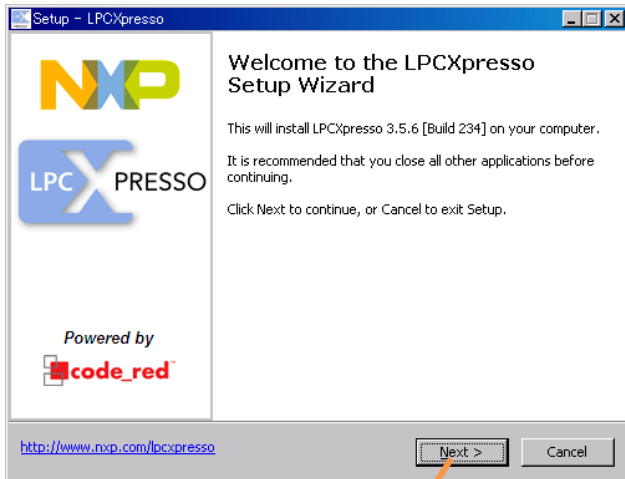 Setup - LPCXpresso
NXP
LPC XPRESSO
Powered by
code_red™
Welcome to the LPCXpresso
Setup Wizard
This will install LPCXpresso 3.5.6 [Build 234] on your computer.
It is recommended that you close all other applications before
continuing.
Click Next to continue, or Cancel to exit Setup.
http://www.nxp.com/lpcxpresso
Next >
Cancel